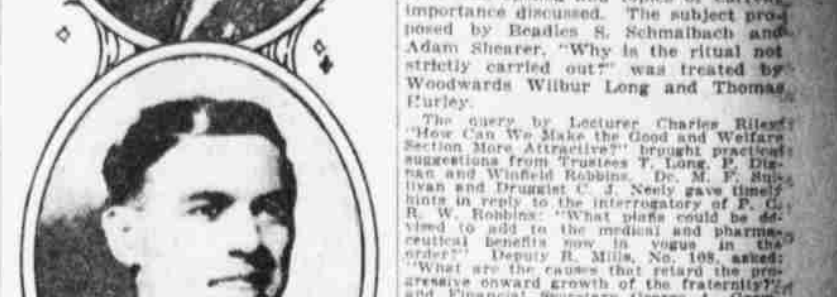 importance discussed. The subject pro-
posed by Beadles S. Schmalbach and
Adam Shearer, "Why is the ritual not
strictly carried out?" was treated by
Woodwards Wilbur Long and Thomas
Hurley.
The query by Lecturer Charles Riley:
"How Can We Make the Good and Welfare
Section More Attractive?" brought practical
suggestions from Trustees T. Long, P. Dig-
nan and Winfield Robbins. Dr. M. F. Sul-
livan and Druggist C. J. Neely gave timely
hints in reply to the interrogatory of P. C.
R. W. Robbins: "What plans could be de-
vised to add to the medical and pharma-
ceutical benefits now in vogue in the
order?" Deputy R. Mills, No. 108, asked:
"What are the causes that retard the pro-
gressive onward growth of the fraternity?"
and Financial Secretary George